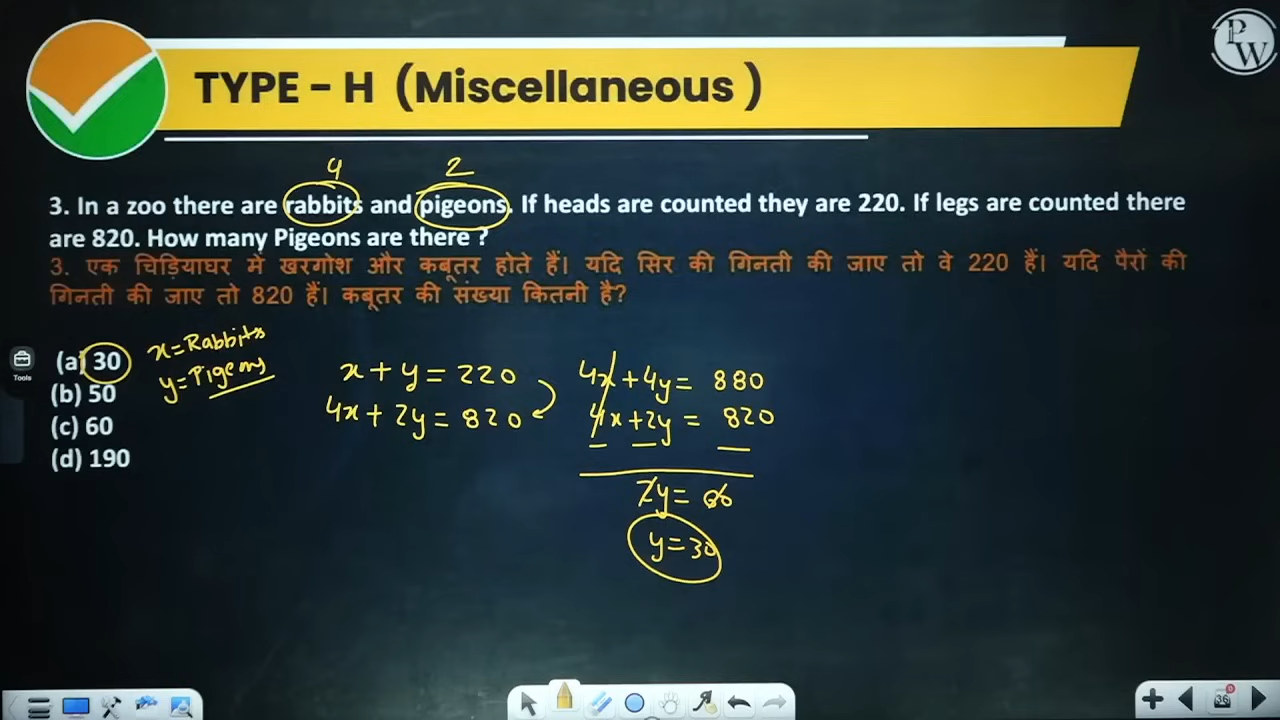 PW
TYPE - H (Miscellaneous )
4 2
3. In a zoo there are rabbits and pigeons. If heads are counted they are 220. If legs are counted there
are 820. How many Pigeons are there ?
3. एक चिड़ियाघर में खरगोश और कबूतर होते हैं। यदि सिर की गिनती की जाए तो वे 220 हैं। यदि पैरों की
गिनती की जाए तो 820 हैं। कबूतर की संख्या कितनी है?
(a) 30
(b) 50
(c) 60
(d) 190
x=Rabbits
y=Pigeons
x+y=220
4x+2y=820
4x+4y= 880
4x+2y = 820
2y=
y=30
Tools
36